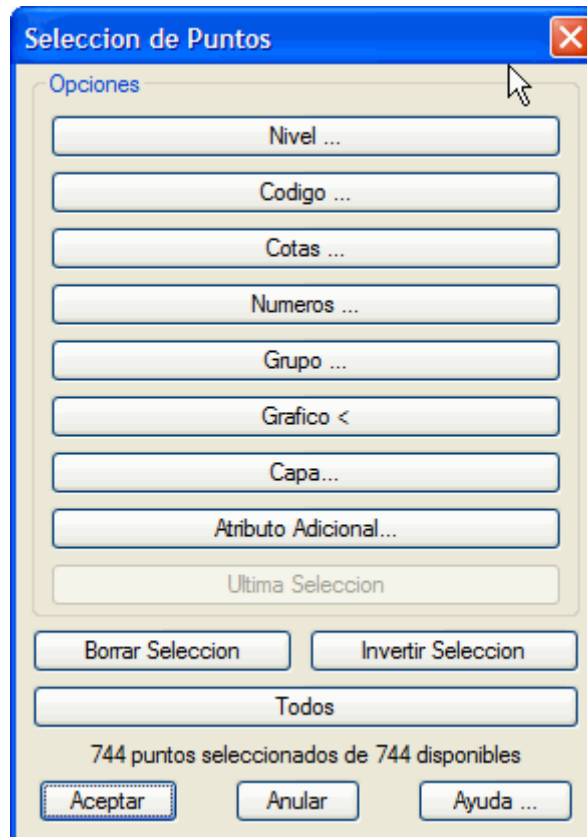 Seleccion de Puntos
Opciones
Nivel ...
Codigo ...
Cotas ...
Numeros ...
Grupo ...
Grafico <
Capa...
Atributo Adicional...
Ultima Seleccion
Borrar Seleccion Invertir Seleccion
Todos
744 puntos seleccionados de 744 disponibles
Aceptar Anular Ayuda ...